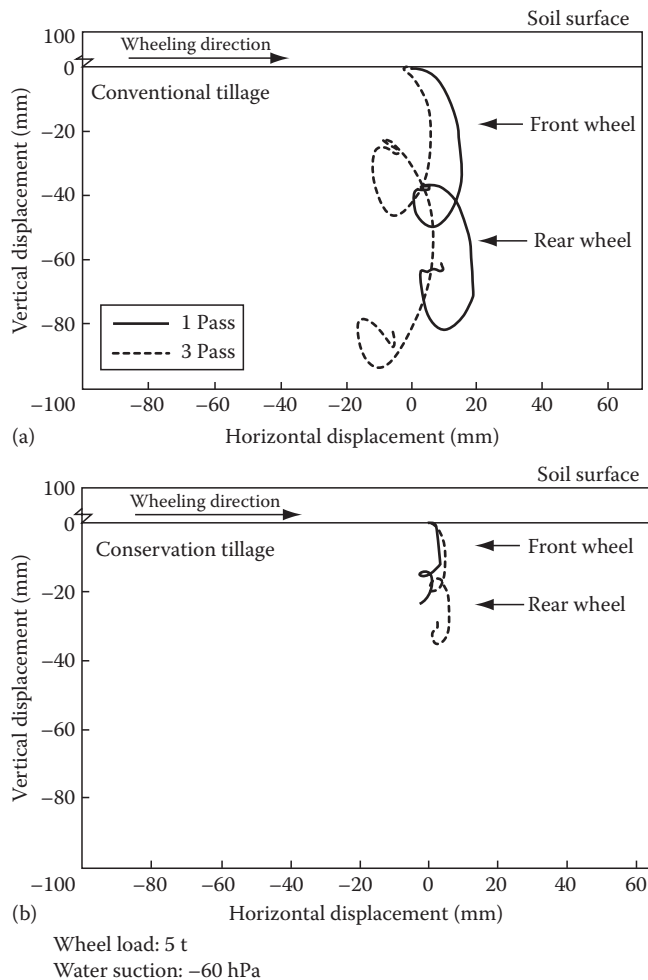 Soil surface
100
Wheeling direction
0
Conventional tillage
Front wheel
−20
−40
Rear wheel
−60
1 Pass
−80
3 Pass
Vertical displacement (mm)
−100 −80 −60 −40 −20 0 20 40 60
(a)
Horizontal displacement (mm)
Soil surface
100
Wheeling direction
0
Conservation tillage
Front wheel
−20
Rear wheel
−40
−60
−80
Vertical displacement (mm)
−100 −80 −60 −40 −20 0 20 40 60
(b)
Horizontal displacement (mm)
Wheel load: 5 t
Water suction: −60 hPa